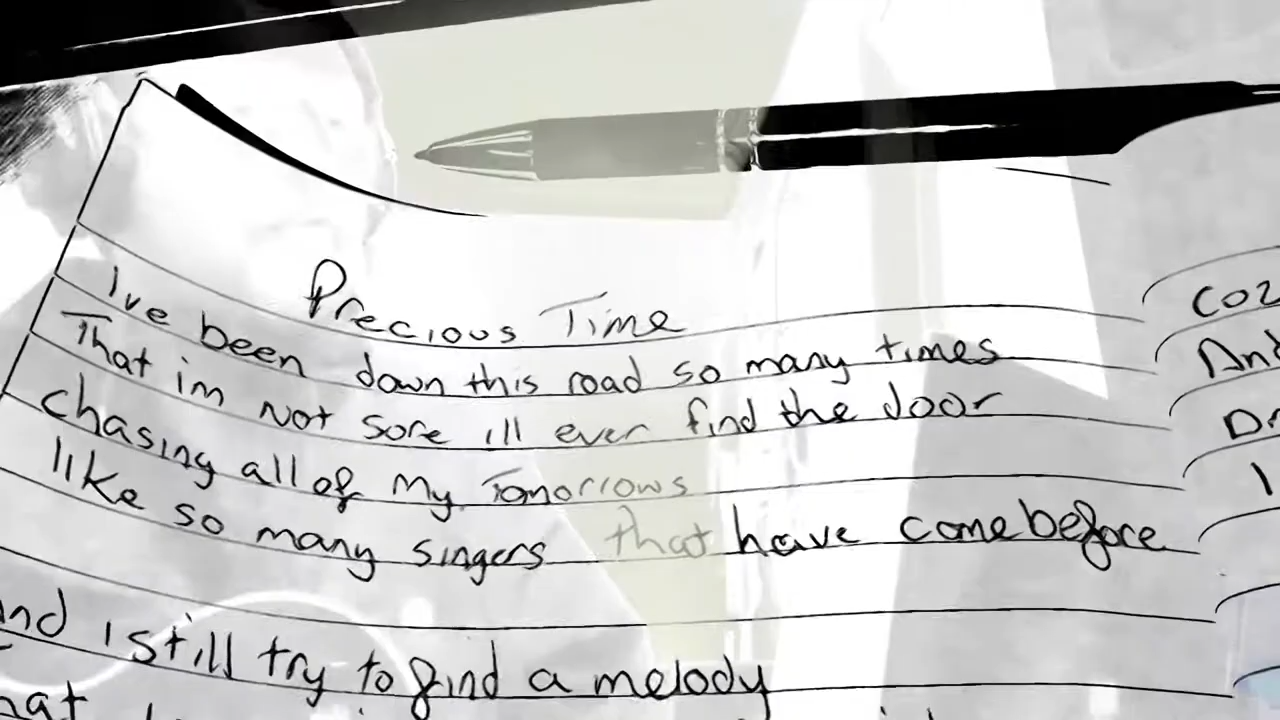 Precious Time
Ive been down this road so many times
That im Not sore ill ever find the door
chasing all of My Tomorrows
like so many singers that have come before
nd i still try to find a melody
coz
And